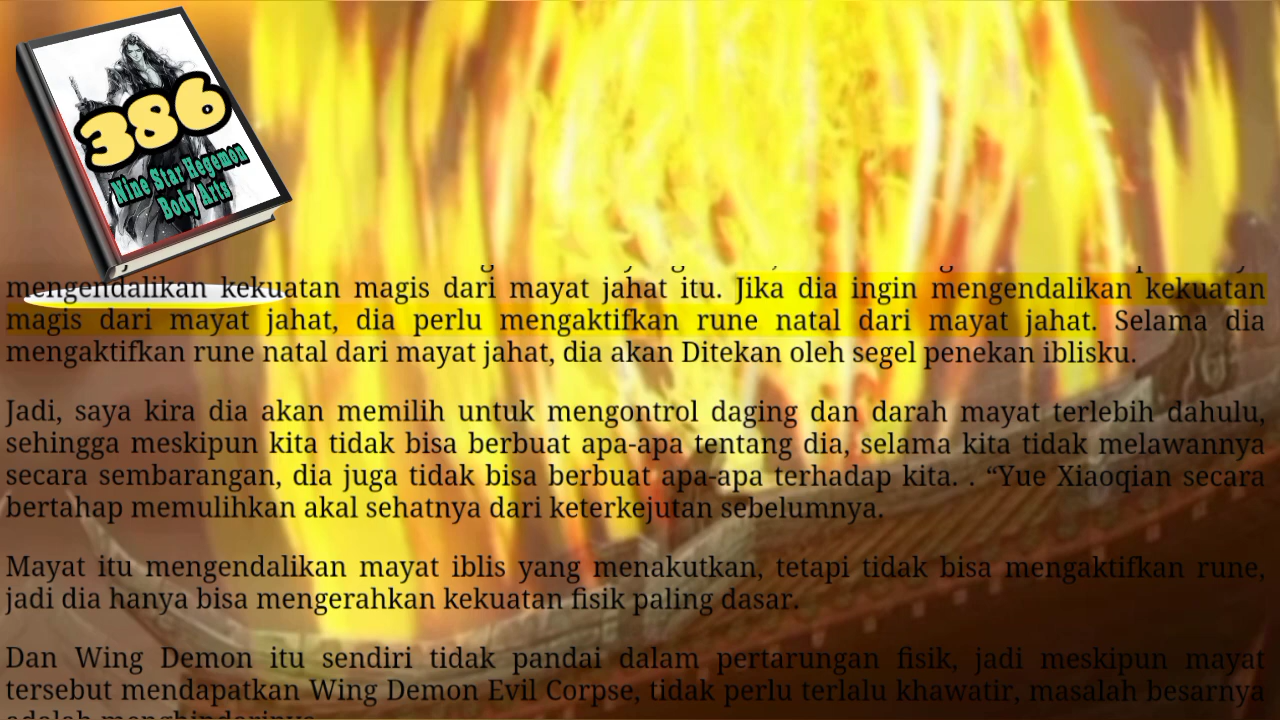 386
Nine Star Hegemon
Body Arts
mengendalikan kekuatan magis dari mayat jahat itu. Jika dia ingin mengendalikan kekuatan
magis dari mayat jahat, dia perlu mengaktifkan rune natal dari mayat jahat. Selama dia
mengaktifkan rune natal dari mayat jahat, dia akan Ditekan oleh segel penekan iblisku.
Jadi, saya kira dia akan memilih untuk mengontrol daging dan darah mayat terlebih dahulu,
sehingga meskipun kita tidak bisa berbuat apa-apa tentang dia, selama kita tidak melawannya
secara sembarangan, dia juga tidak bisa berbuat apa-apa terhadap kita. . “Yue Xiaoqian secara
bertahap memulihkan akal sehatnya dari keterkejutan sebelumnya.
Mayat itu mengendalikan mayat iblis yang menakutkan, tetapi tidak bisa mengaktifkan rune,
jadi dia hanya bisa mengerahkan kekuatan fisik paling dasar.
Dan Wing Demon itu sendiri tidak pandai dalam pertarungan fisik, jadi meskipun mayat
tersebut mendapatkan Wing Demon Evil Corpse, tidak perlu terlalu khawatir, masalah besarnya